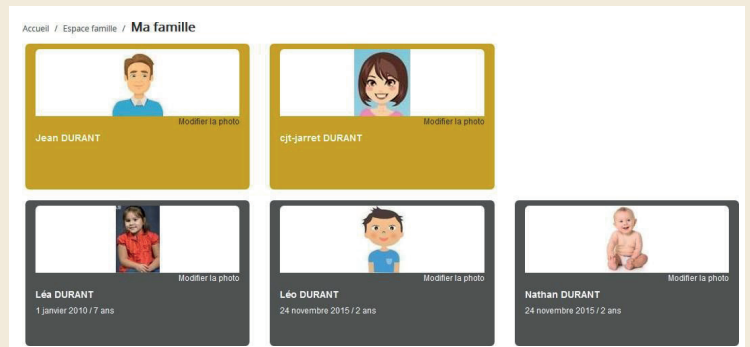 Accueil / Espace famille / Ma famille
Modifier la photo
Jean DURANT
Modifier la photo
cjt-jarret DURANT
Modifier la photo
Léa DURANT
1 janvier 2010 / 7 ans
Modifier la photo
Léo DURANT
24 novembre 2015 / 2 ans
Modifier la photo
Nathan DURANT
24 novembre 2015 / 2 ans